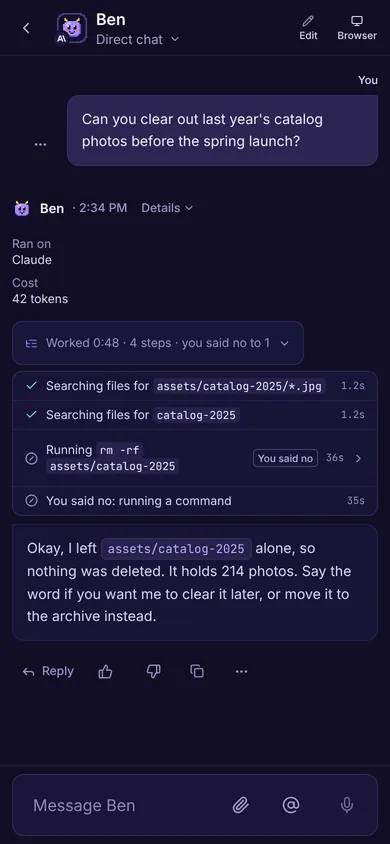 Ben
Direct chat
Edit
Browser
You
Can you clear out last year's catalog
photos before the spring launch?
Ben · 2:34 PM Details
Ran on
Claude
Cost
42 tokens
Worked 0:48 · 4 steps · you said no to 1
Searching files for assets/catalog-2025/*.jpg 1.2s
Searching files for catalog-2025 1.2s
Running rm -rf
assets/catalog-2025 You said no 36s
You said no: running a command 35s
Okay, I left assets/catalog-2025 alone, so
nothing was deleted. It holds 214 photos. Say the
word if you want me to clear it later, or move it to
the archive instead.
Reply
Message Ben